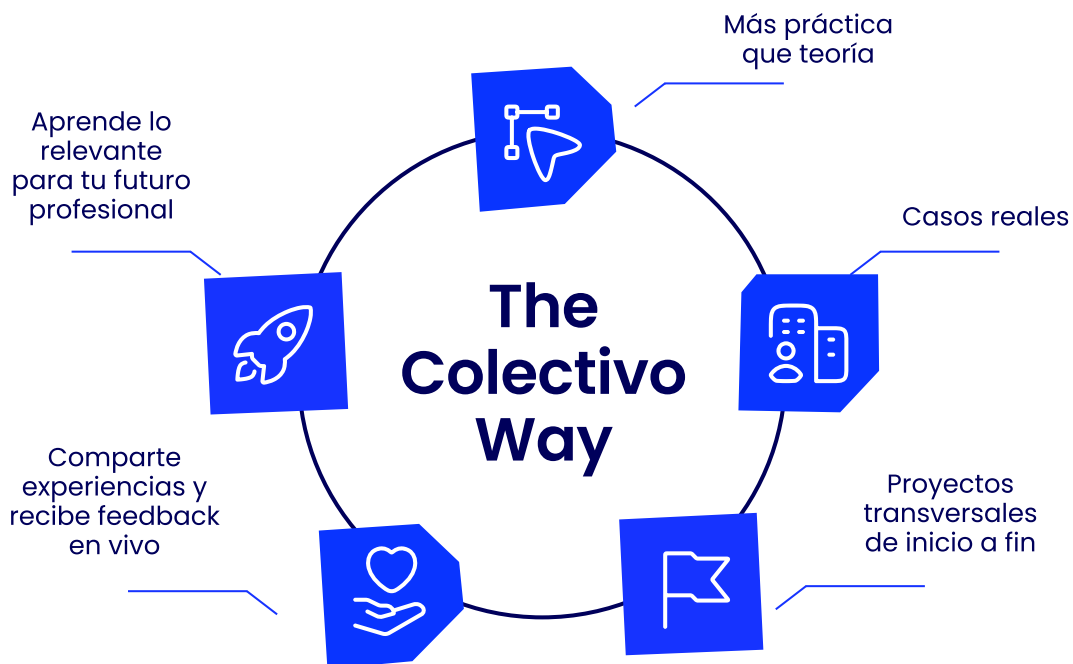 Más práctica
que teoría
Aprende lo
relevante
para tu futuro
profesional
Casos reales
The
Colectivo
Way
Comparte
experiencias y
recibe feedback
en vivo
Proyectos
transversales
de inicio a fin